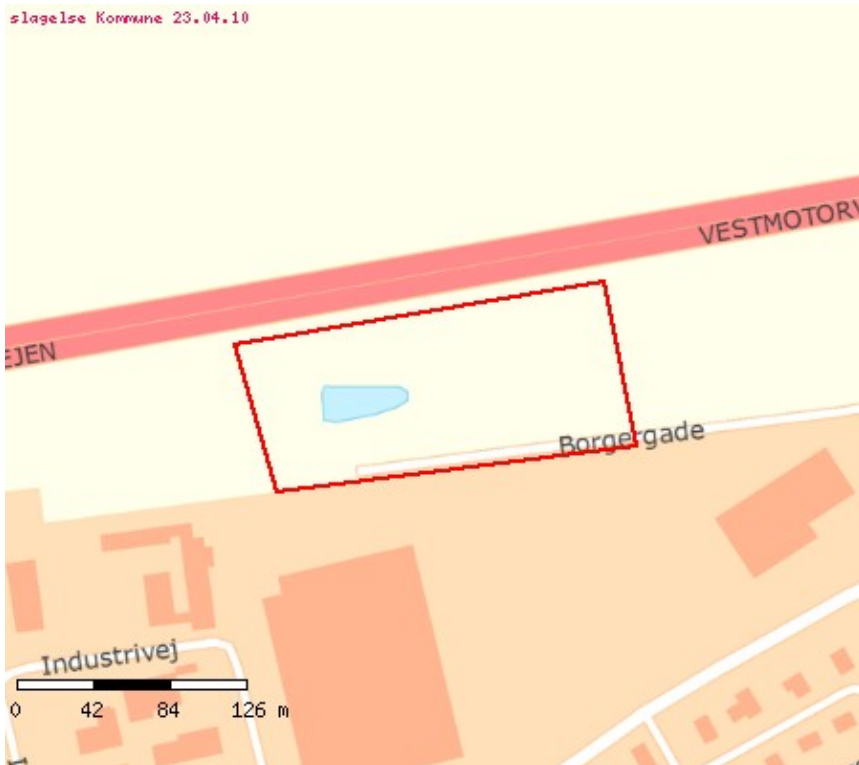 slagelse Kommune 23.04.10
VESTMOTORV
EJEN
Borgergade
Industrivej
0 42 84 126 m